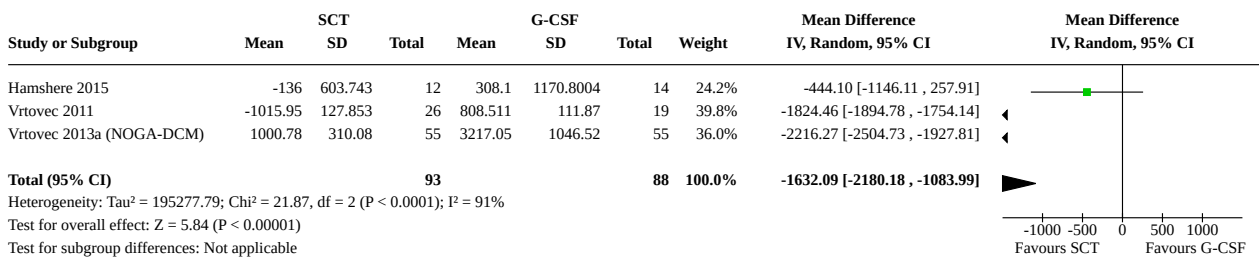 SCT G-CSF Mean Difference Mean Difference
Study or Subgroup Mean SD Total Mean SD Total Weight IV, Random, 95% CI IV, Random, 95% CI
Hamshere 2015 -136 603.743 12 308.1 1170.8004 14 24.2% -444.10 [-1146.11 , 257.91]
Vrtovec 2011 -1015.95 127.853 26 808.511 111.87 19 39.8% -1824.46 [-1894.78 , -1754.14]
Vrtovec 2013a (NOGA-DCM) 1000.78 310.08 55 3217.05 1046.52 55 36.0% -2216.27 [-2504.73 , -1927.81]
Total (95% CI) 93 88 100.0% -1632.09 [-2180.18 , -1083.99]
Heterogeneity: Tau² = 195277.79; Chi² = 21.87, df = 2 (P < 0.0001); I² = 91%
Test for overall effect: Z = 5.84 (P < 0.00001)
Test for subgroup differences: Not applicable
-1000 -500 0 500 1000
Favours SCT Favours G-CSF